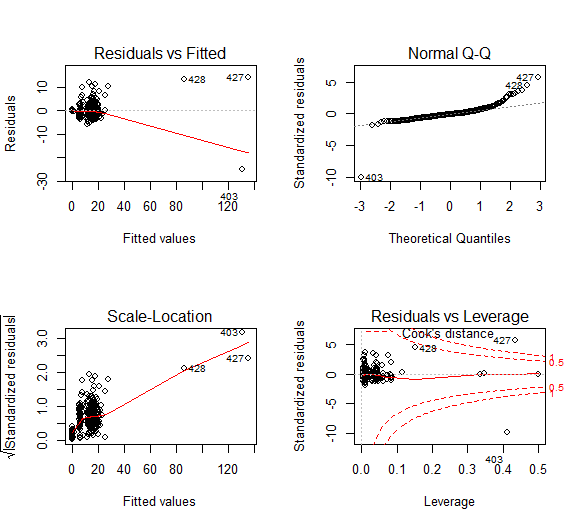 Residuals vs Fitted
Residuals
-30 -10 0 10
427
428
403
0 20 40 60 80 120
Fitted values
Normal Q-Q
Standardized residuals
-10 -5 0 5
427
428
403
-3 -2 -1 0 1 2 3
Theoretical Quantiles
Scale-Location
√|Standardized residuals|
0.0 1.0 2.0 3.0
403
427
428
0 20 40 60 80 120
Fitted values
Residuals vs Leverage
Standardized residuals
-10 -5 0 5
Cook's distance
427
428
403
1
0.5
0.5
1
0.0 0.1 0.2 0.3 0.4 0.5
Leverage